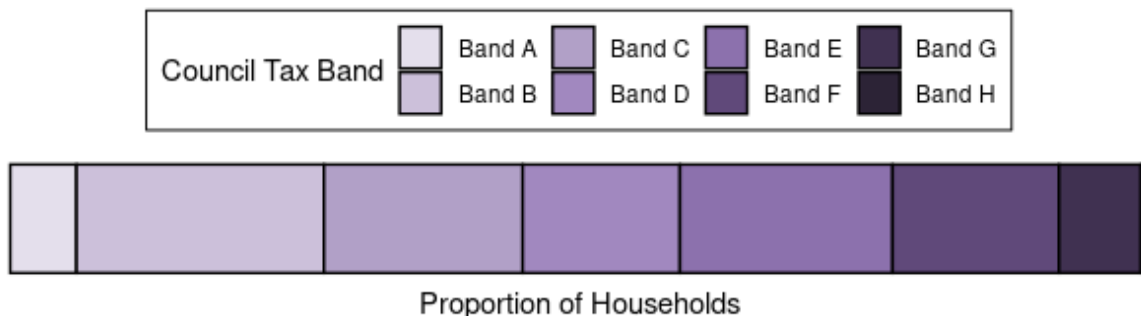 Council Tax Band
Band A Band C Band E Band G
Band B Band D Band F Band H
Proportion of Households